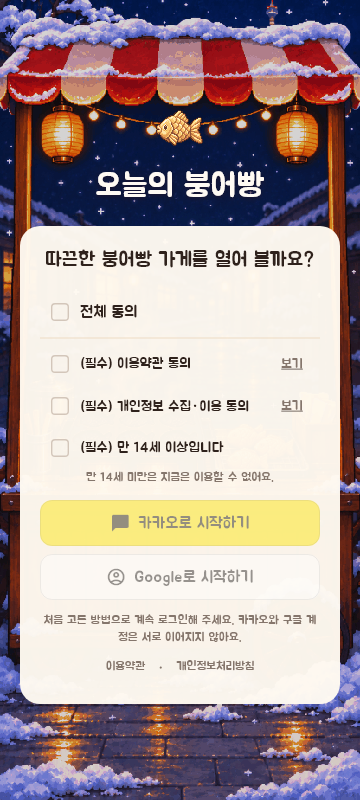 오늘의 붕어빵
따끈한 붕어빵 가게를 열어 볼까요?
전체 동의
(필수) 이용약관 동의 보기
(필수) 개인정보 수집·이용 동의 보기
(필수) 만 14세 이상입니다
만 14세 미만은 지금은 이용할 수 없어요.
카카오로 시작하기
Google로 시작하기
처음 고른 방법으로 계속 로그인해 주세요. 카카오와 구글 계
정은 서로 이어지지 않아요.
이용약관 · 개인정보처리방침